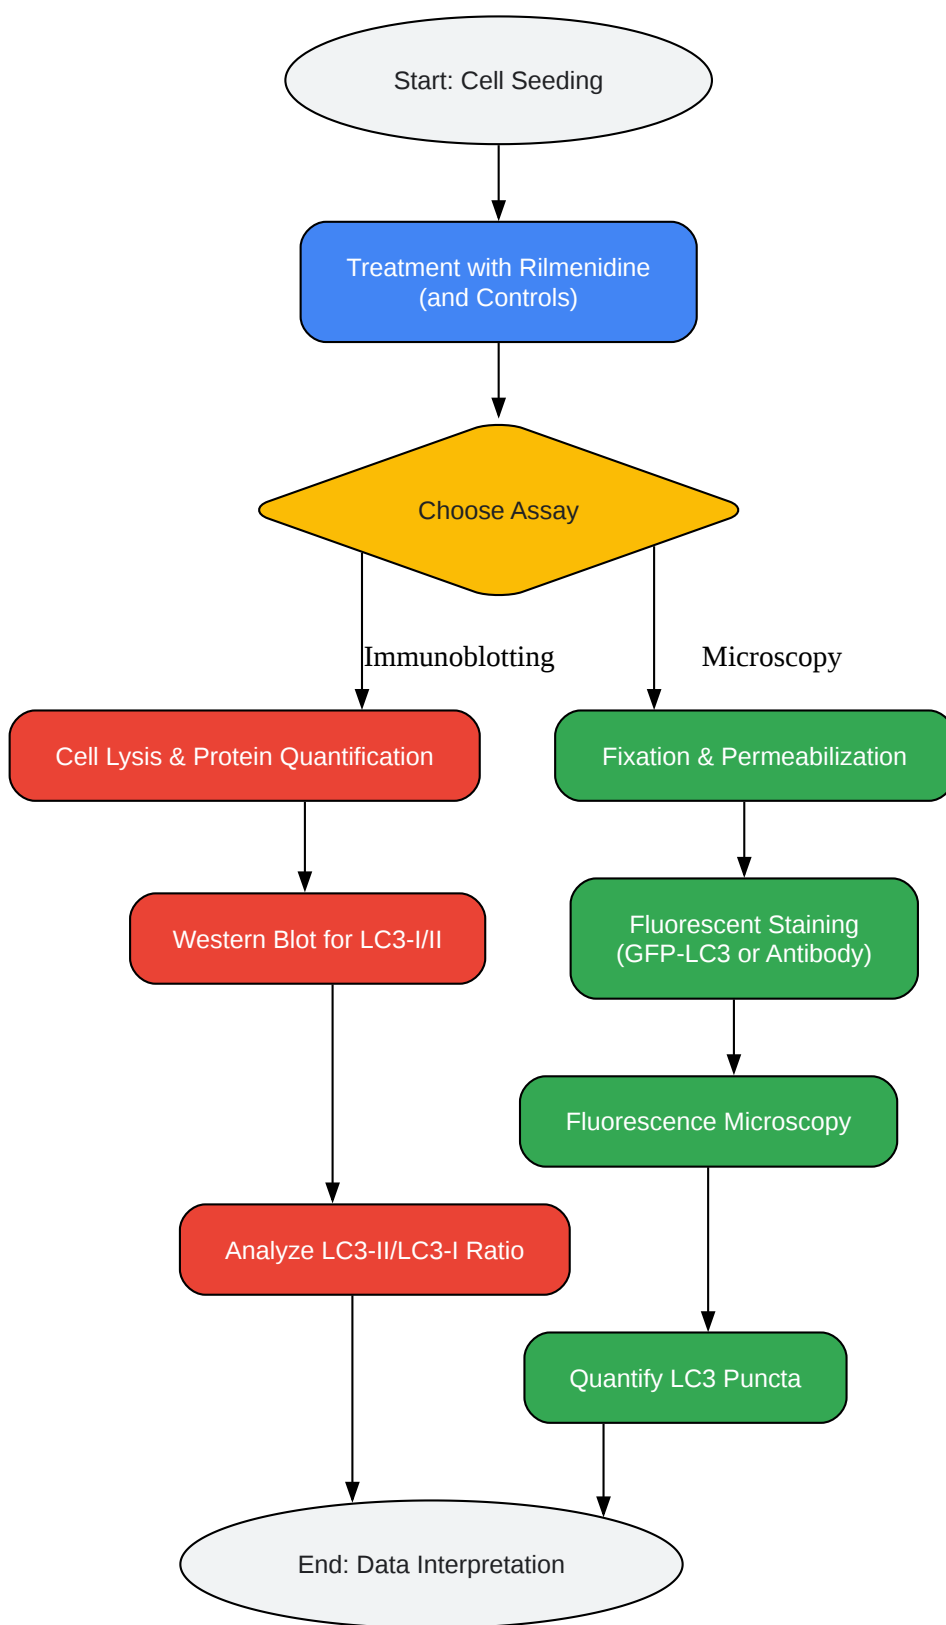 Start: Cell Seeding
Treatment with Rilmenidine
(and Controls)
Choose Assay
Immunoblotting
Microscopy
Cell Lysis & Protein Quantification
Fixation & Permeabilization
Western Blot for LC3-I/II
Fluorescent Staining
(GFP-LC3 or Antibody)
Fluorescence Microscopy
Analyze LC3-II/LC3-I Ratio
Quantify LC3 Puncta
End: Data Interpretation